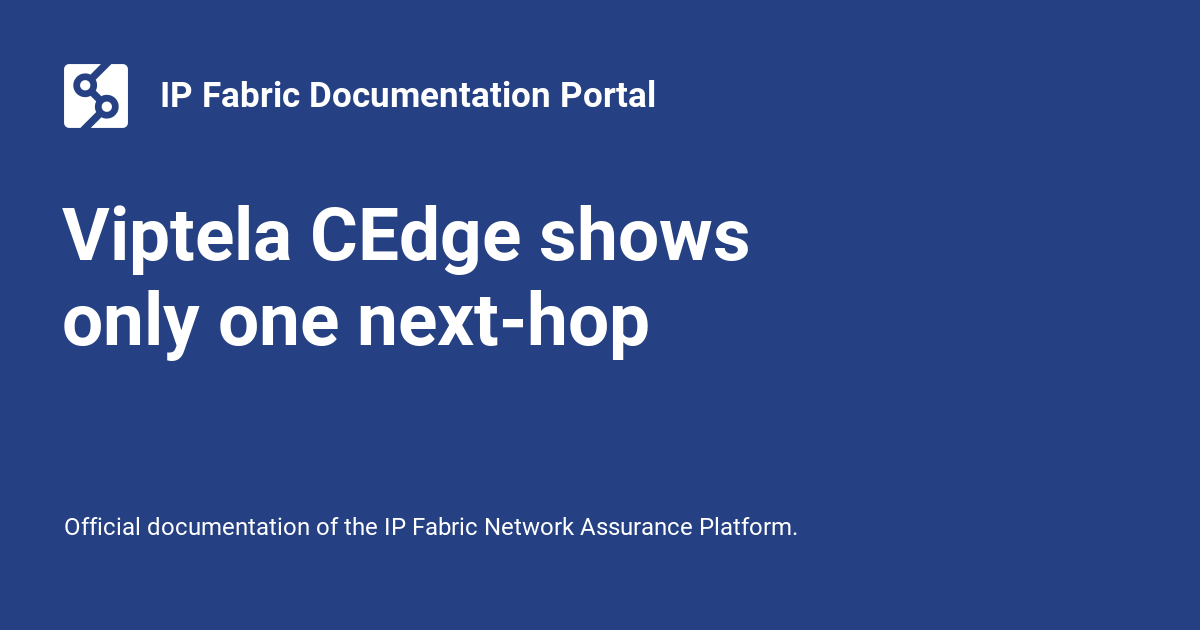 IP Fabric Documentation Portal
Viptela CEdge shows
only one next-hop
Official documentation of the IP Fabric Network Assurance Platform.